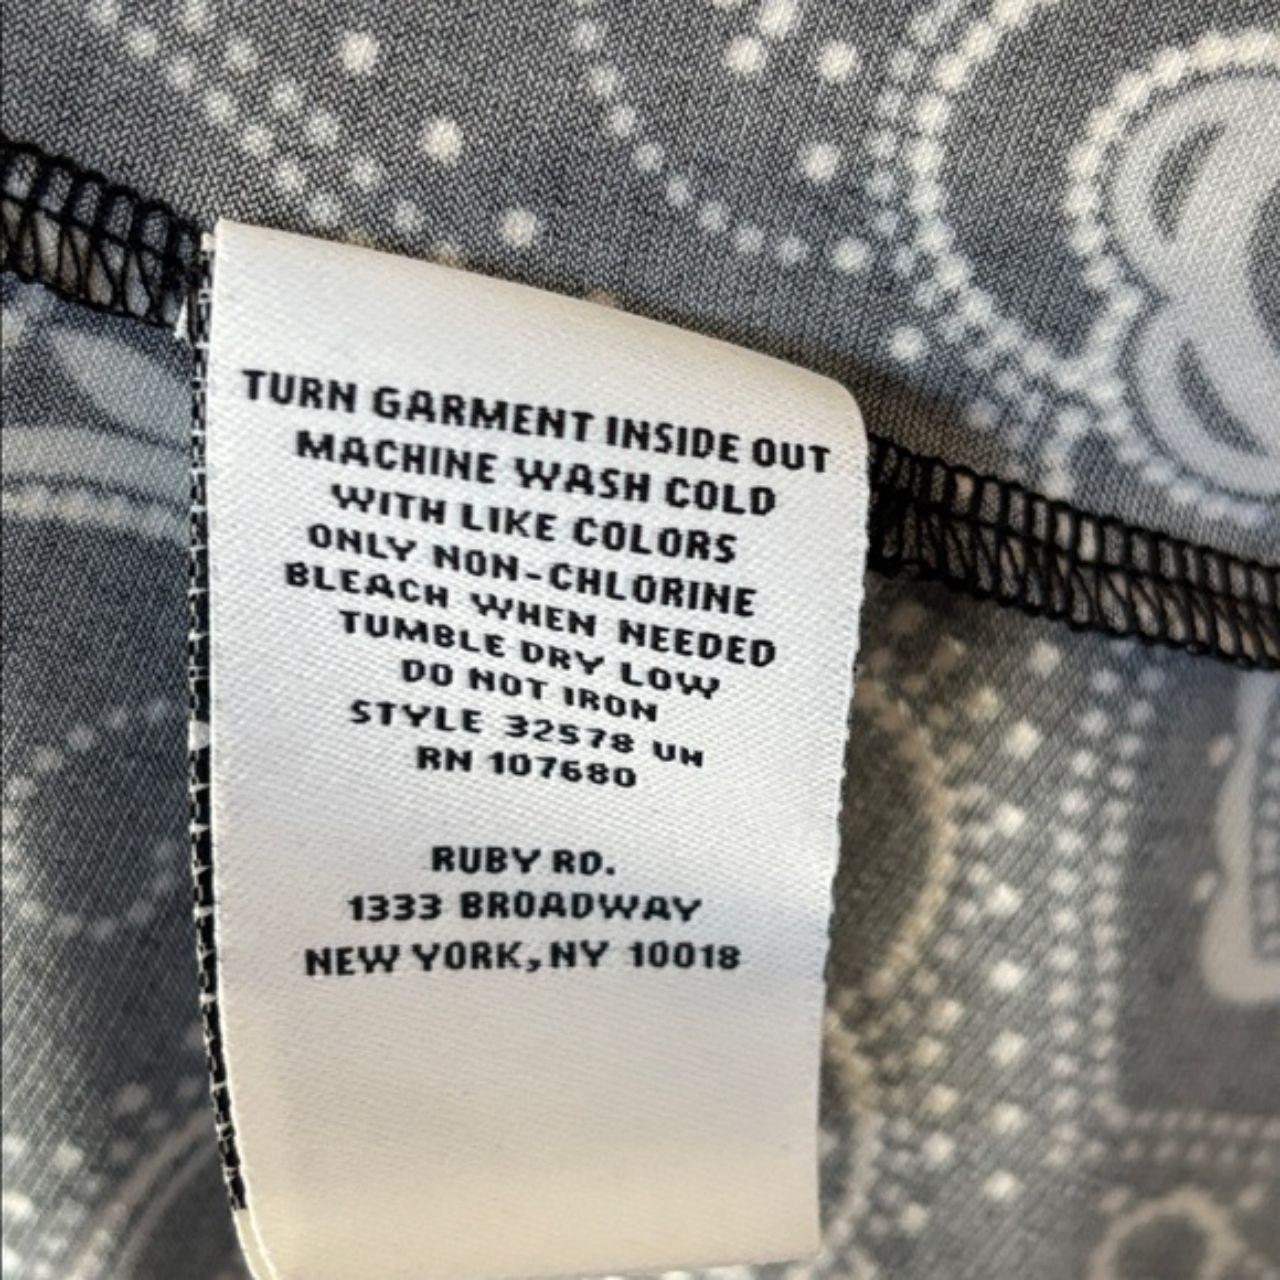 TURN GARMENT INSIDE OUT
MACHINE WASH COLD
WITH LIKE COLORS
ONLY NON-CHLORINE
BLEACH WHEN NEEDED
TUMBLE DRY LOW
DO NOT IRON
STYLE 32578 UH
RN 107680
RUBY RD.
1333 BROADWAY
NEW YORK, NY 10018